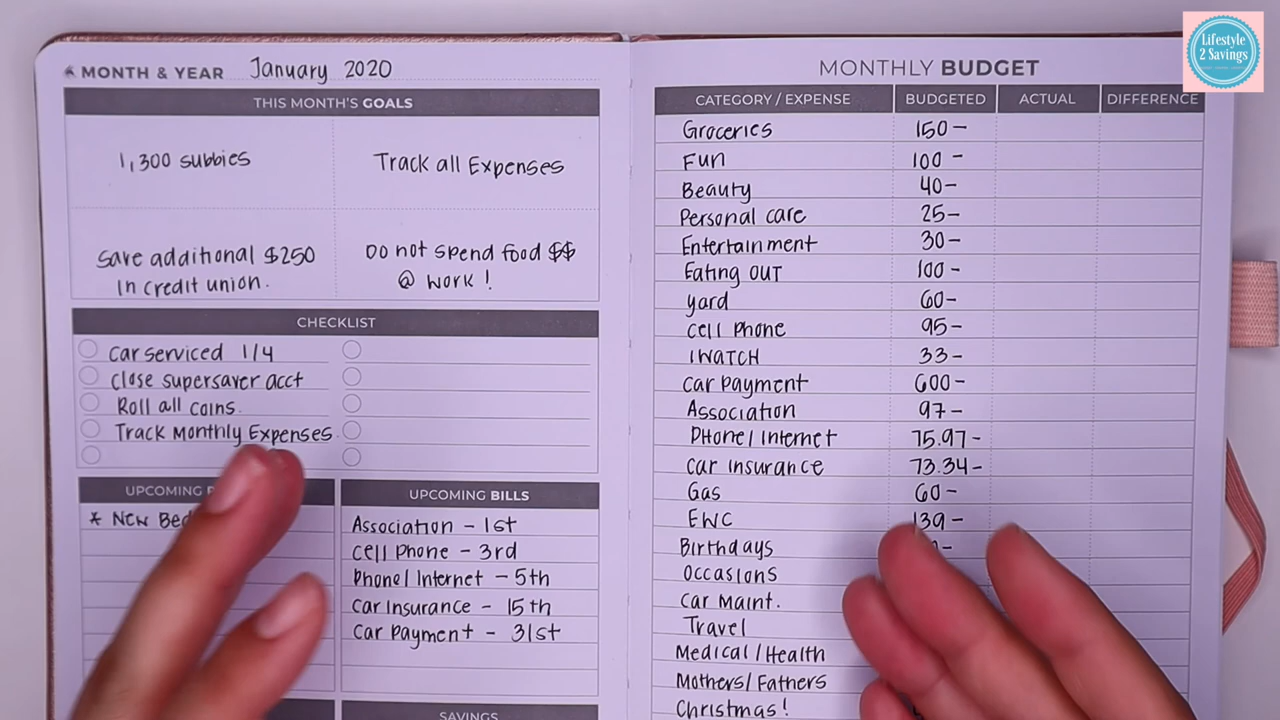 Lifestyle
2 Savings
MONTH & YEAR January 2020
THIS MONTH'S GOALS
1,300 subbies
Track all Expenses
Save additional $250
in credit union.
Do not spend food $$
@ work!
CHECKLIST
Car serviced 1/4
Close supersaver acct
Roll all coins.
Track Monthly Expenses.
UPCOMING
* New Bed
UPCOMING BILLS
Association - 1st
Cell Phone - 3rd
Phone/Internet - 5th
Car Insurance - 15th
Car Payment - 31st
SAVINGS
MONTHLY BUDGET
CATEGORY / EXPENSE BUDGETED ACTUAL DIFFERENCE
Groceries 150-
Fun 100-
Beauty 40-
Personal care 25-
Entertainment 30-
Eating OUT 100-
yard 60-
Cell Phone 95-
IWATCH 33-
Car Payment 600-
Association 97-
Phone/Internet 75.97-
Car insurance 73.34-
Gas 60-
EWC 139-
Birthdays
Occasions
Car Maint.
Travel
Medical/Health
Mothers/Fathers
Christmas!